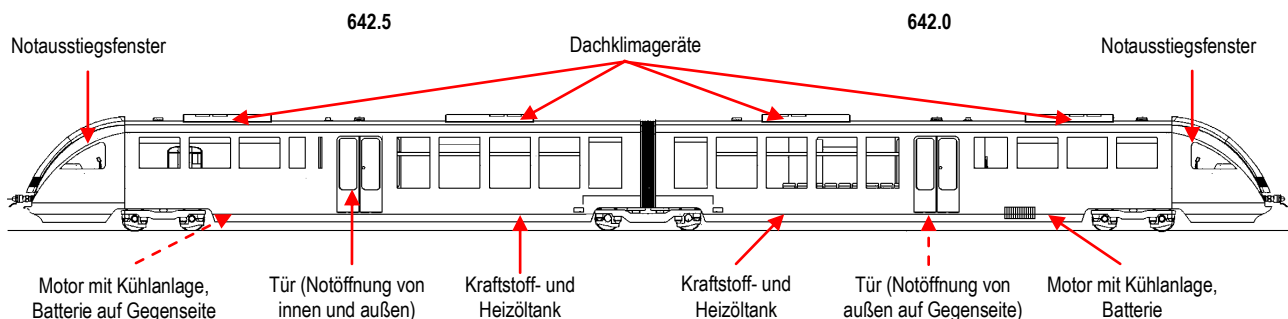 642.5
642.0
Notausstiegsfenster
Dachklimageräte
Notausstiegsfenster
Motor mit Kühlanlage,
Batterie auf Gegenseite
Tür (Notöffnung von
innen und außen)
Kraftstoff- und
Heizöltank
Kraftstoff- und
Heizöltank
Tür (Notöffnung von
außen auf Gegenseite)
Motor mit Kühlanlage,
Batterie